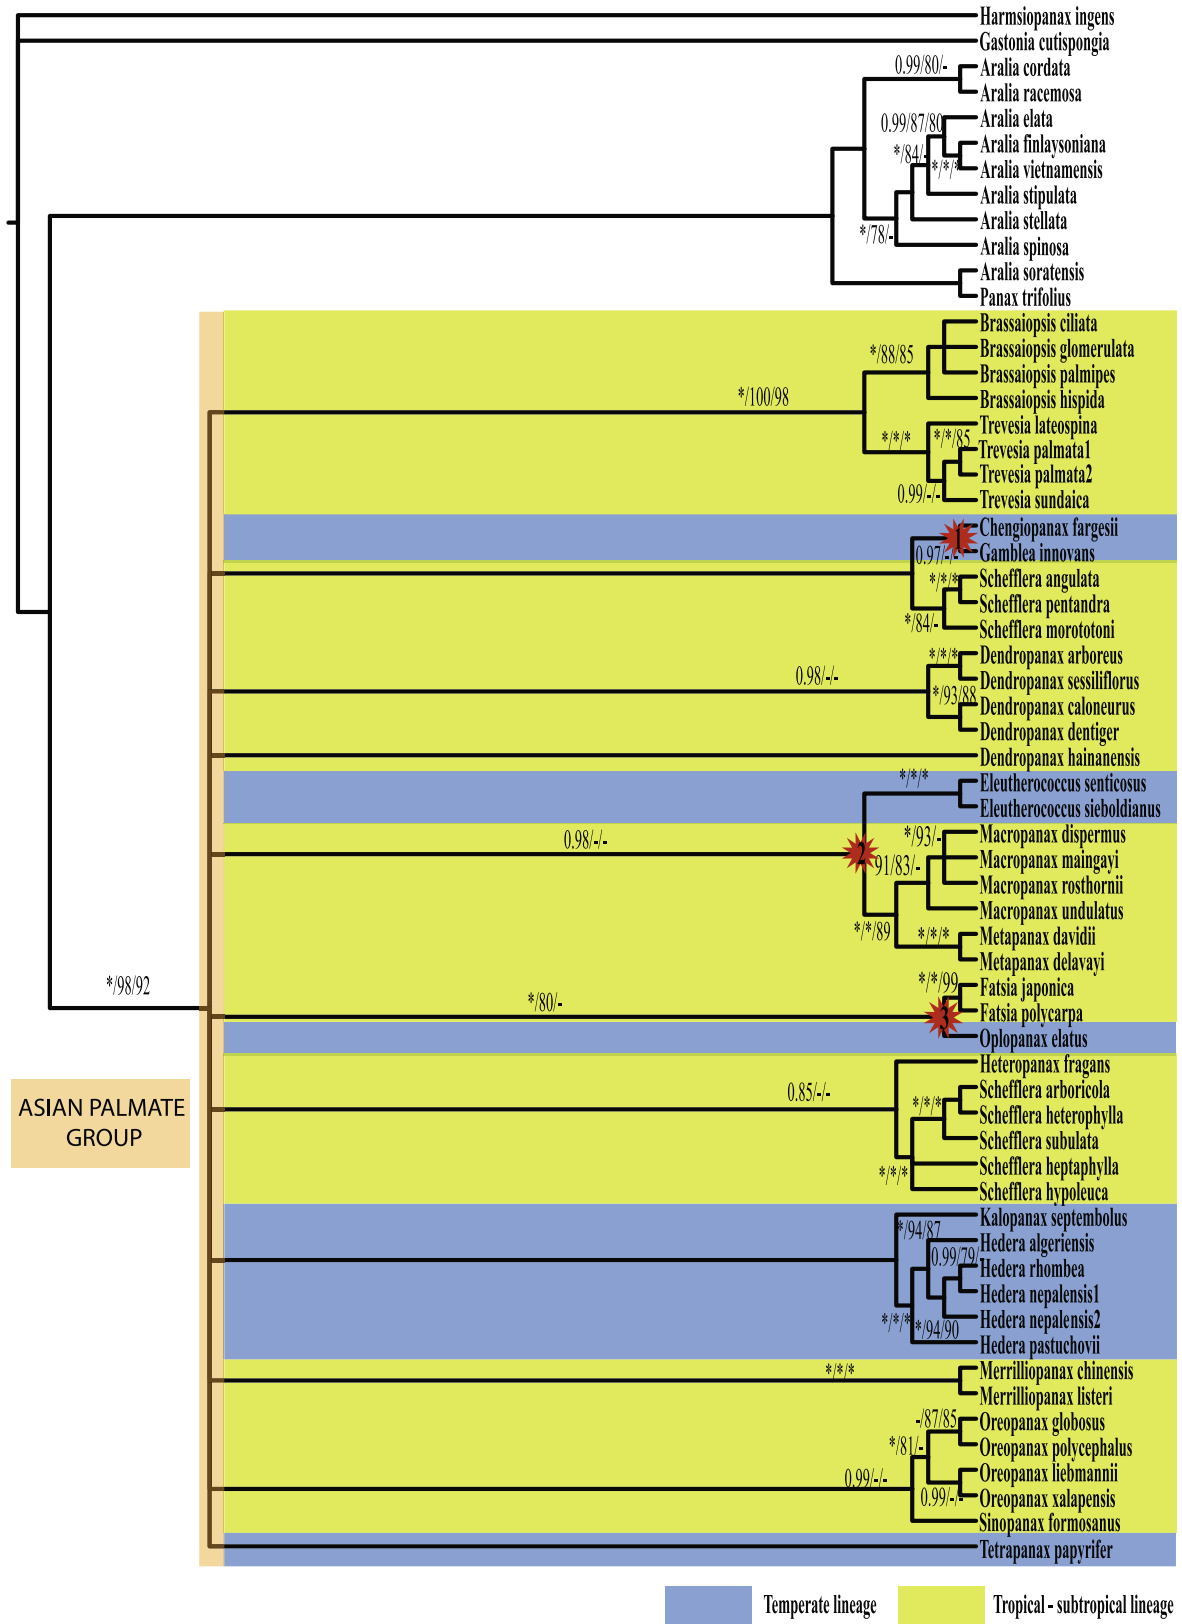 Harmsiopanax ingens
Gastonia cutispongia
0.99/80/-
Aralia cordata
Aralia racemosa
0.99/87/80
Aralia elata
Aralia finlaysoniana
*/84/-
*/*/*
Aralia vietnamensis
Aralia stipulata
Aralia stellata
*/78/-
Aralia spinosa
Aralia soratensis
Panax trifolius
Brassaiopsis ciliata
*/88/85
Brassaiopsis glomerulata
Brassaiopsis palmipes
*/100/98
Brassaiopsis hispida
Trevesia lateospina
*/*/*
*/*/85
Trevesia palmata1
Trevesia palmata2
0.99/-/-
Trevesia sundaica
Chengiopanax fargesii
1
0.97/-/-
Gamblea innovans
*/*/*
Schefflera angulata
Schefflera pentandra
*/84/-
Schefflera morototoni
*/*/*
Dendropanax arboreus
0.98/-/-
Dendropanax sessiliflorus
*/93/88
Dendropanax caloneurus
Dendropanax dentiger
Dendropanax hainanensis
*/*/*
Eleutherococcus senticosus
Eleutherococcus sieboldianus
*/93/-
Macropanax dispermus
0.98/-/-
2
91/83/-
Macropanax maingayi
Macropanax rosthornii
Macropanax undulatus
*/*/89
*/*/*
Metapanax davidii
Metapanax delavayi
*/98/92
*/*/99
Fatsia japonica
*/80/-
3
Fatsia polycarpa
Oplopanax elatus
Heteropanax fragans
0.85/-/-
Schefflera arboricola
ASIAN PALMATE
GROUP
*/*/*
Schefflera heterophylla
Schefflera subulata
*/*/*
Schefflera heptaphylla
Schefflera hypoleuca
Kalopanax septembolus
*/94/87
Hedera algeriensis
0.99/79/
Hedera rhombea
Hedera nepalensis1
Hedera nepalensis2
*/*/*
*/94/90
Hedera pastuchovii
*/*/*
Merrilliopanax chinensis
Merrilliopanax listeri
-/87/85
Oreopanax globosus
*/81/-
Oreopanax polycephalus
0.99/-/-
Oreopanax liebmannii
0.99/-/-
Oreopanax xalapensis
Sinopanax formosanus
Tetrapanax papyrifer
Temperate lineage
Tropical - subtropical lineage